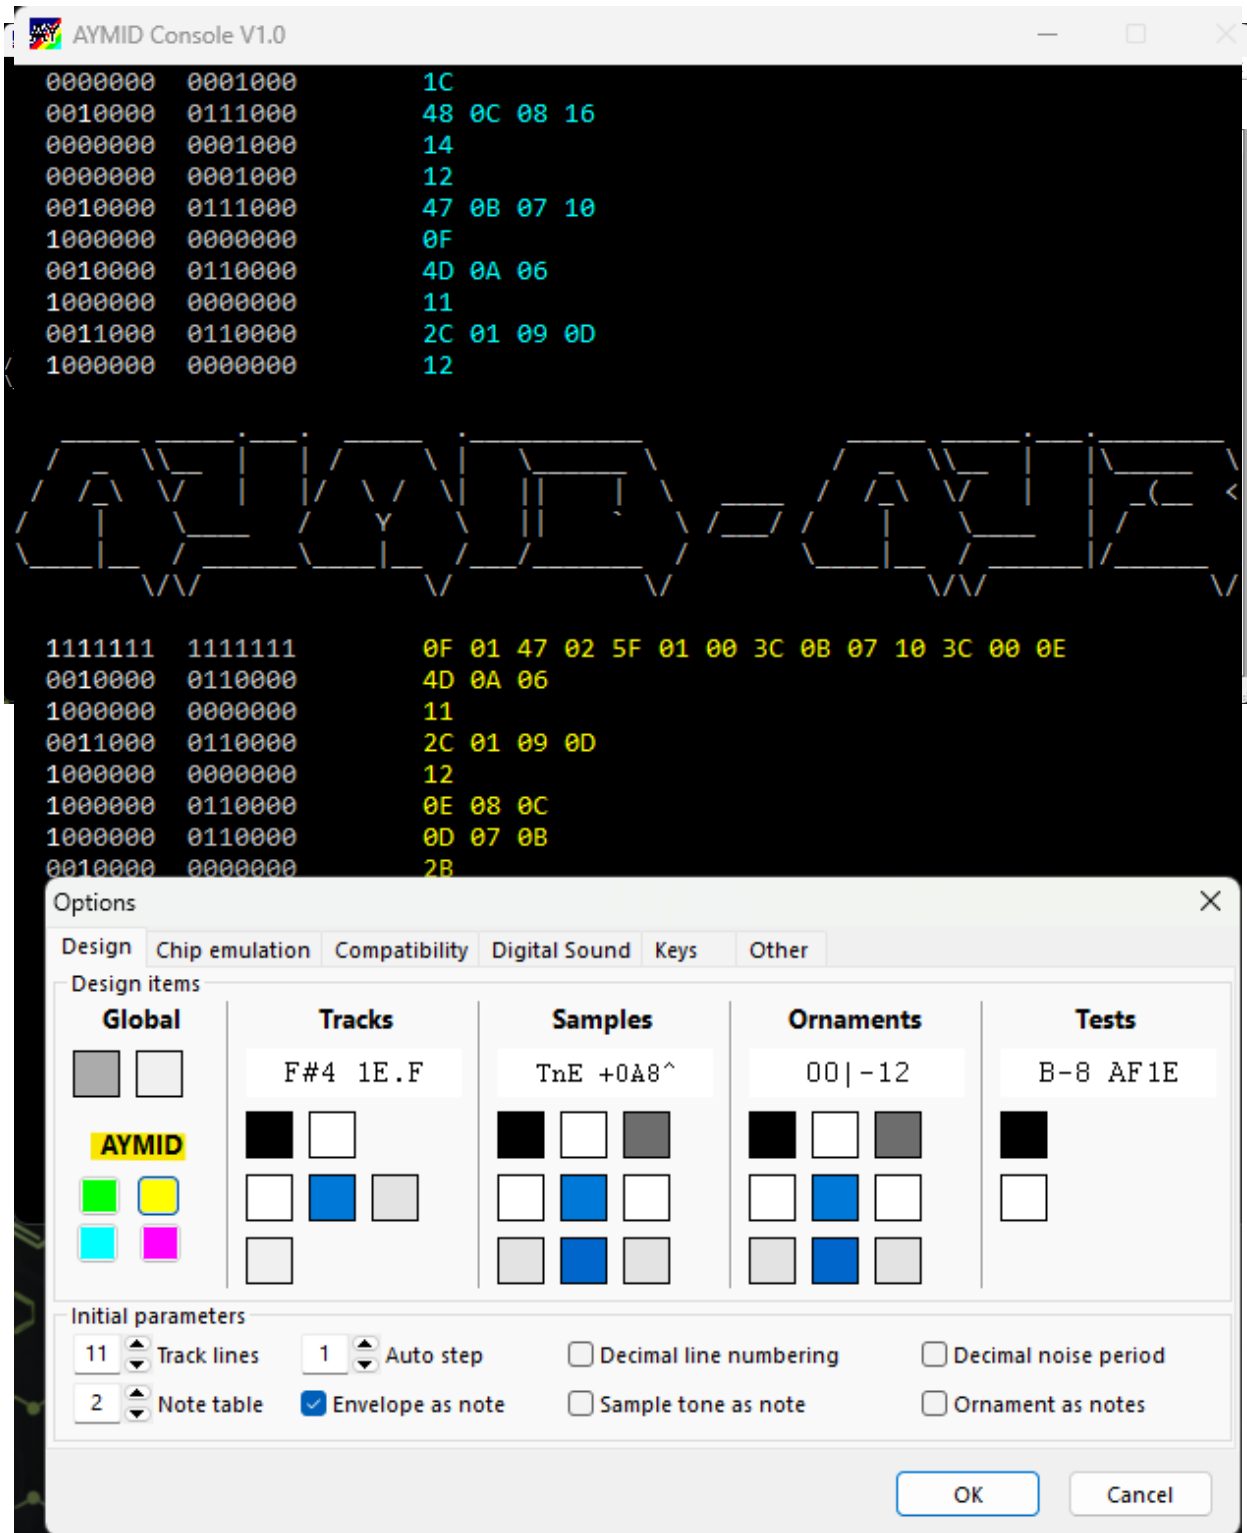 AYMID Console V1.0
0000000 0001000 1C
0010000 0111000 48 0C 08 16
0000000 0001000 14
0000000 0001000 12
0010000 0111000 47 0B 07 10
1000000 0000000 0F
0010000 0110000 4D 0A 06
1000000 0000000 11
0011000 0110000 2C 01 09 0D
1000000 0000000 12
AYMID-AY3
1111111 1111111 0F 01 47 02 5F 01 00 3C 0B 07 10 3C 00 0E
0010000 0110000 4D 0A 06
1000000 0000000 11
0011000 0110000 2C 01 09 0D
1000000 0000000 12
1000000 0110000 0E 08 0C
1000000 0110000 0D 07 0B
0010000 0000000 2B
Options
Design Chip emulation Compatibility Digital Sound Keys Other
Design items
Global Tracks Samples Ornaments Tests
F#4 1E.F TnE +0A8^ 00|-12 B-8 AF1E
AYMID
Initial parameters
11 Track lines 1 Auto step Decimal line numbering Decimal noise period
2 Note table Envelope as note Sample tone as note Ornament as notes
OK Cancel